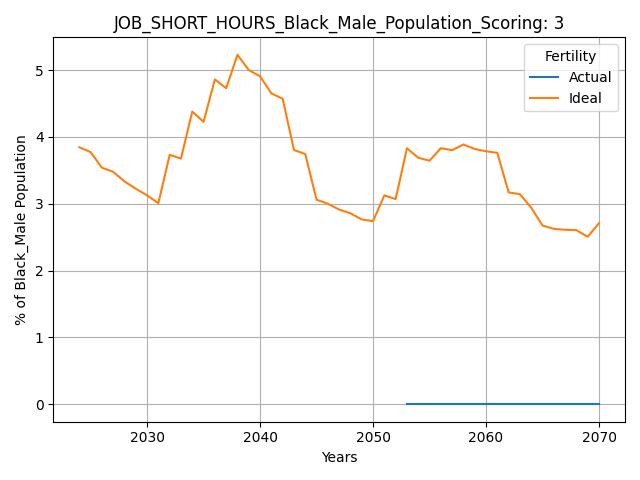 JOB_SHORT_HOURS_Black_Male_Population_Scoring: 3
Fertility
Actual
Ideal
% of Black_Male Population
5
4
3
2
1
0
2030 2040 2050 2060 2070
Years